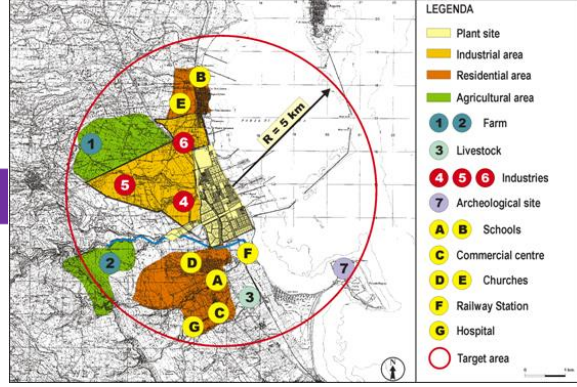 B
E
1
6
R = 5 km
5
4
2
D
F
A
7
3
C
G
N
LEGENDA
Plant site
Industrial area
Residential area
Agricultural area
1 2 Farm
3 Livestock
4 5 6 Industries
7 Archeological site
A B Schools
C Commercial centre
D E Churches
F Railway Station
G Hospital
Target area